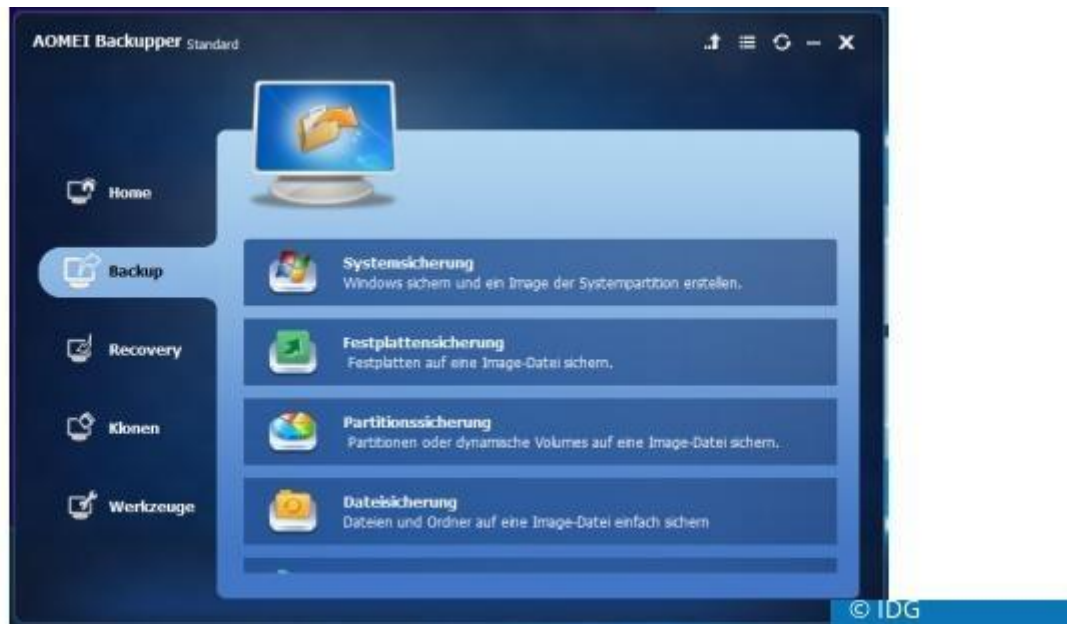 AOMEI Backupper Standard
Home
Backup
Recovery
Klonen
Werkzeuge
Systemsicherung
Windows sichern und ein Image der Systempartition erstellen.
Festplattensicherung
Festplatten auf eine Image-Datei sichern.
Partitionssicherung
Partitionen oder dynamische Volumes auf eine Image-Datei sichern.
Dateisicherung
Dateien und Ordner auf eine Image-Datei einfach sichern
© IDG